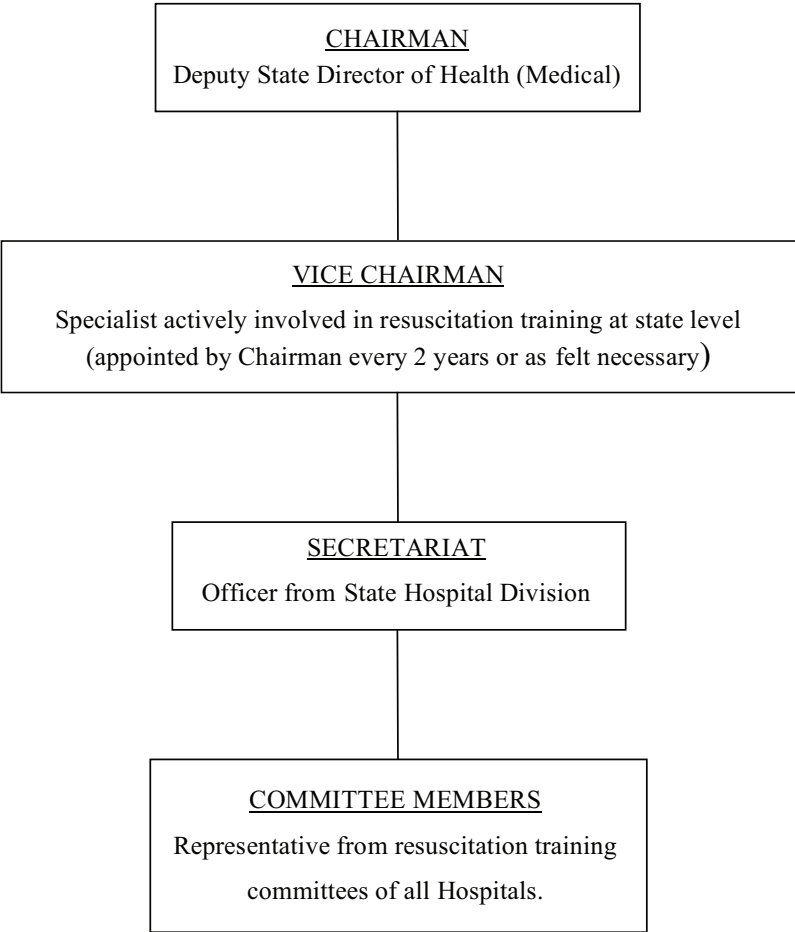 CHAIRMAN
Deputy State Director of Health (Medical)
VICE CHAIRMAN
Specialist actively involved in resuscitation training at state level
(appointed by Chairman every 2 years or as felt necessary)
SECRETARIAT
Officer from State Hospital Division
COMMITTEE MEMBERS
Representative from resuscitation training
committees of all Hospitals.